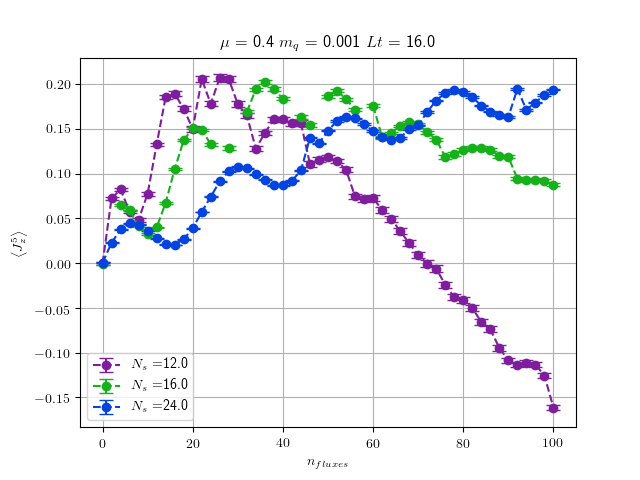 μ = 0.4 m_q = 0.001 Lt = 16.0
⟨J_z^5⟩
0.20
0.15
0.10
0.05
0.00
−0.05
−0.10
−0.15
N_s =12.0
N_s =16.0
N_s =24.0
0 20 40 60 80 100
n_fluxes